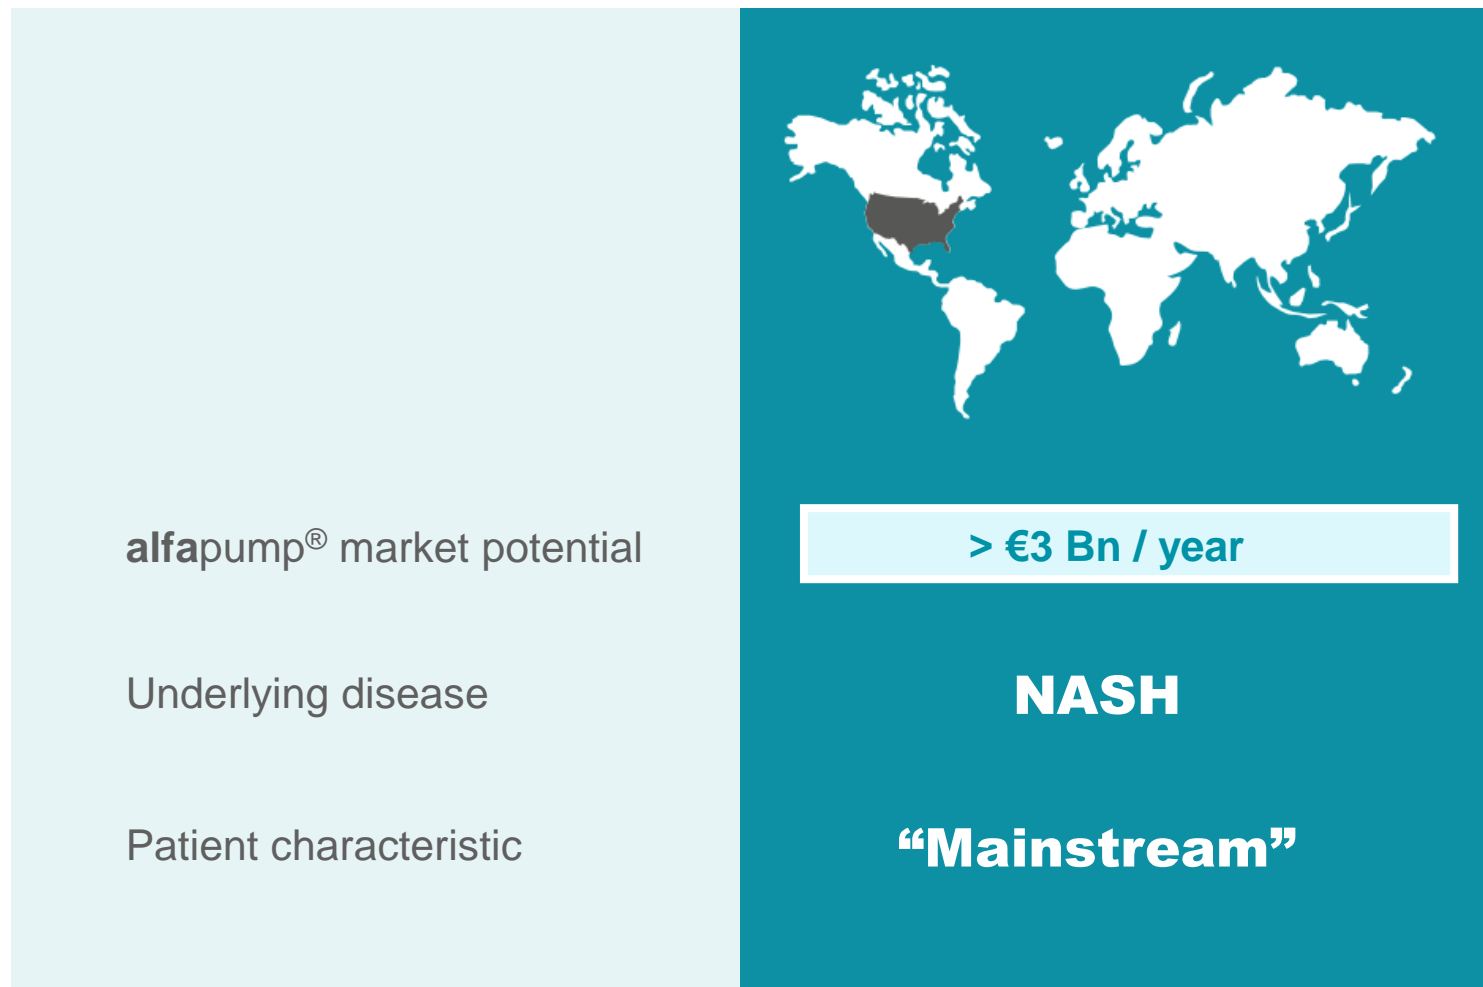 alfapump® market potential
> €3 Bn / year
Underlying disease
NASH
Patient characteristic
“Mainstream”